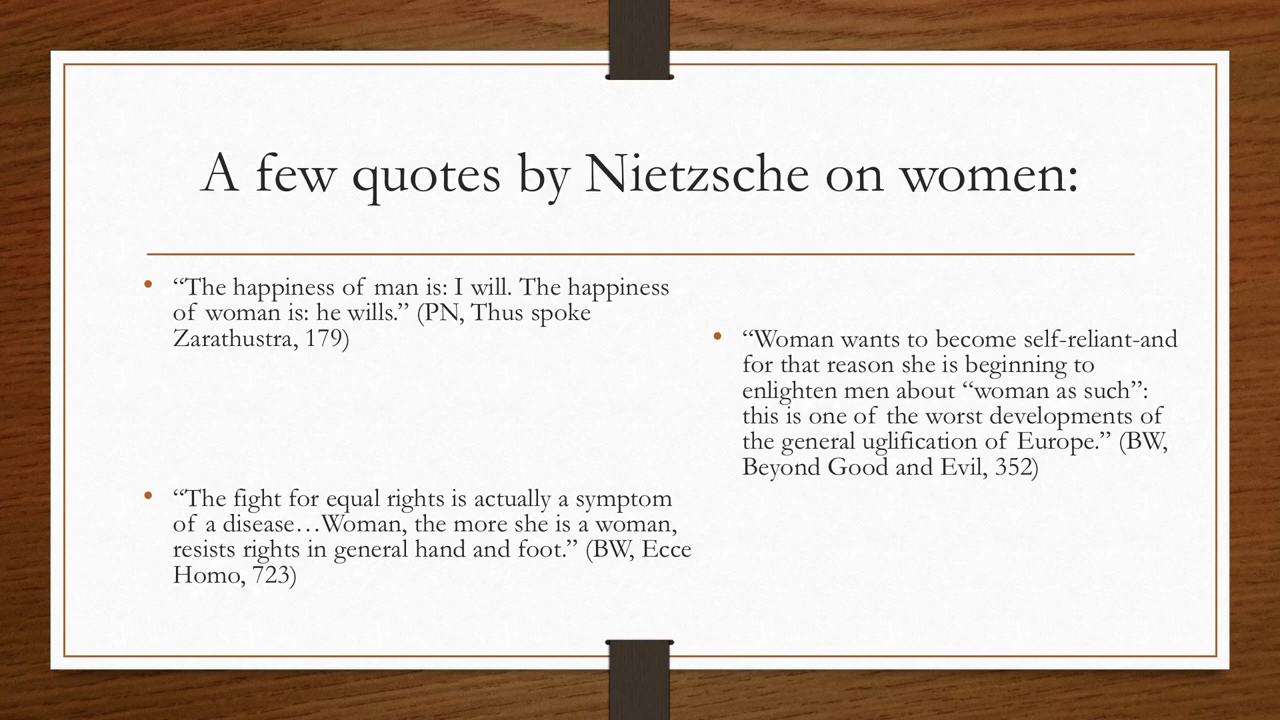 A few quotes by Nietzsche on women:
• “The happiness of man is: I will. The happiness
of woman is: he wills.” (PN, Thus spoke
Zarathustra, 179)
• “The fight for equal rights is actually a symptom
of a disease…Woman, the more she is a woman,
resists rights in general hand and foot.” (BW, Ecce
Homo, 723)
• “Woman wants to become self-reliant-and
for that reason she is beginning to
enlighten men about “woman as such”:
this is one of the worst developments of
the general uglification of Europe.” (BW,
Beyond Good and Evil, 352)